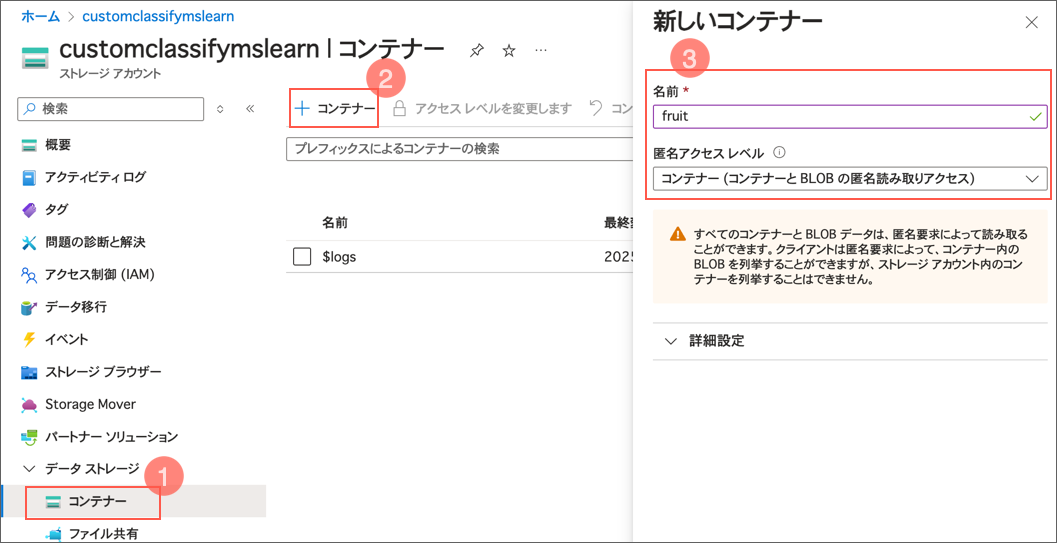 ホーム > customclassifymslearn
customclassifymslearn | コンテナー
ストレージ アカウント
検索
概要
アクティビティ ログ
タグ
問題の診断と解決
アクセス制御 (IAM)
データ移行
イベント
ストレージ ブラウザー
Storage Mover
パートナー ソリューション
データ ストレージ
1
コンテナー
ファイル共有
2
+ コンテナー
アクセス レベルを変更します
コン
プレフィックスによるコンテナーの検索
名前
最終
$logs
2025
新しいコンテナー
3
名前 *
fruit
匿名アクセス レベル
コンテナー (コンテナーと BLOB の匿名読み取りアクセス)
すべてのコンテナーと BLOB データは、匿名要求によって読み取る
ことができます。クライアントは匿名要求によって、コンテナー内の
BLOB を列挙することができますが、ストレージ アカウント内のコン
テナーを列挙することはできません。
詳細設定